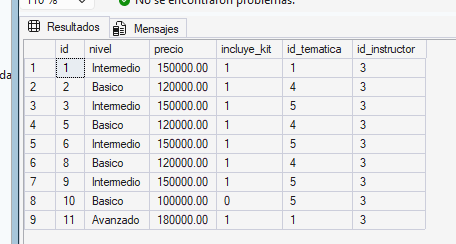 110 % No se encontraron problemas.
Resultados Mensajes
id nivel precio incluye_kit id_tematica id_instructor
1 1 Intermedio 150000.00 1 1 3
2 2 Basico 120000.00 1 4 3
3 3 Intermedio 150000.00 1 5 3
4 5 Basico 120000.00 1 4 3
5 6 Intermedio 150000.00 1 5 3
6 8 Basico 120000.00 1 4 3
7 9 Intermedio 150000.00 1 5 3
8 10 Basico 100000.00 0 5 3
9 11 Avanzado 180000.00 1 1 3
da